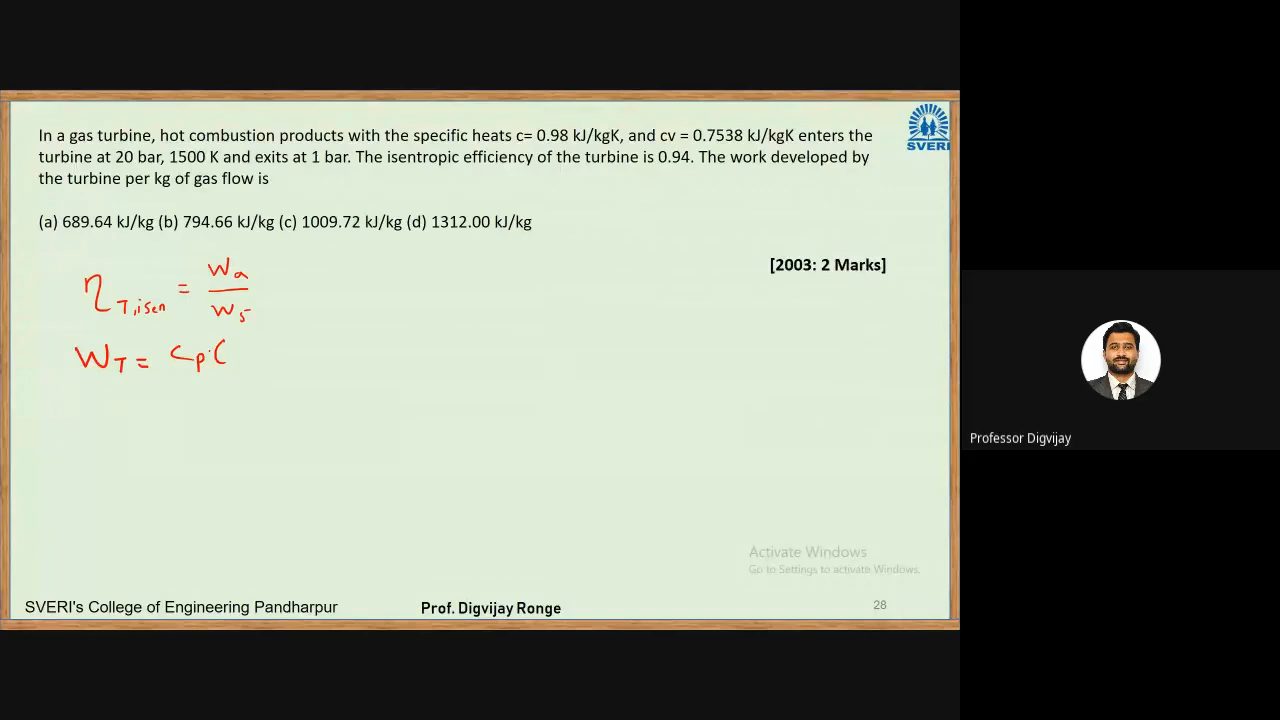 In a gas turbine, hot combustion products with the specific heats c= 0.98 kJ/kgK, and cv = 0.7538 kJ/kgK enters the
turbine at 20 bar, 1500 K and exits at 1 bar. The isentropic efficiency of the turbine is 0.94. The work developed by
the turbine per kg of gas flow is
SVERI
(a) 689.64 kJ/kg (b) 794.66 kJ/kg (c) 1009.72 kJ/kg (d) 1312.00 kJ/kg
[2003: 2 Marks]
η T,isen = Wa / Ws
WT = Cp·(
Professor Digvijay
Activate Windows
Go to Settings to activate Windows.
SVERI's College of Engineering Pandharpur
Prof. Digvijay Ronge
28